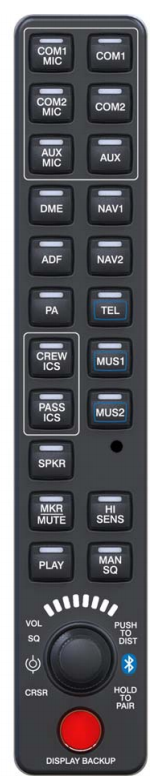 COM1
MIC
COM1
COM2
MIC
COM2
AUX
MIC
AUX
DME
NAV1
ADF
NAV2
PA
TEL
CREW
ICS
MUS1
PASS
ICS
MUS2
SPKR
MKR
MUTE
HI
SENS
PLAY
MAN
SQ
VOL
SQ
PUSH
TO
DIST
CRSR
HOLD
TO
PAIR
DISPLAY BACKUP